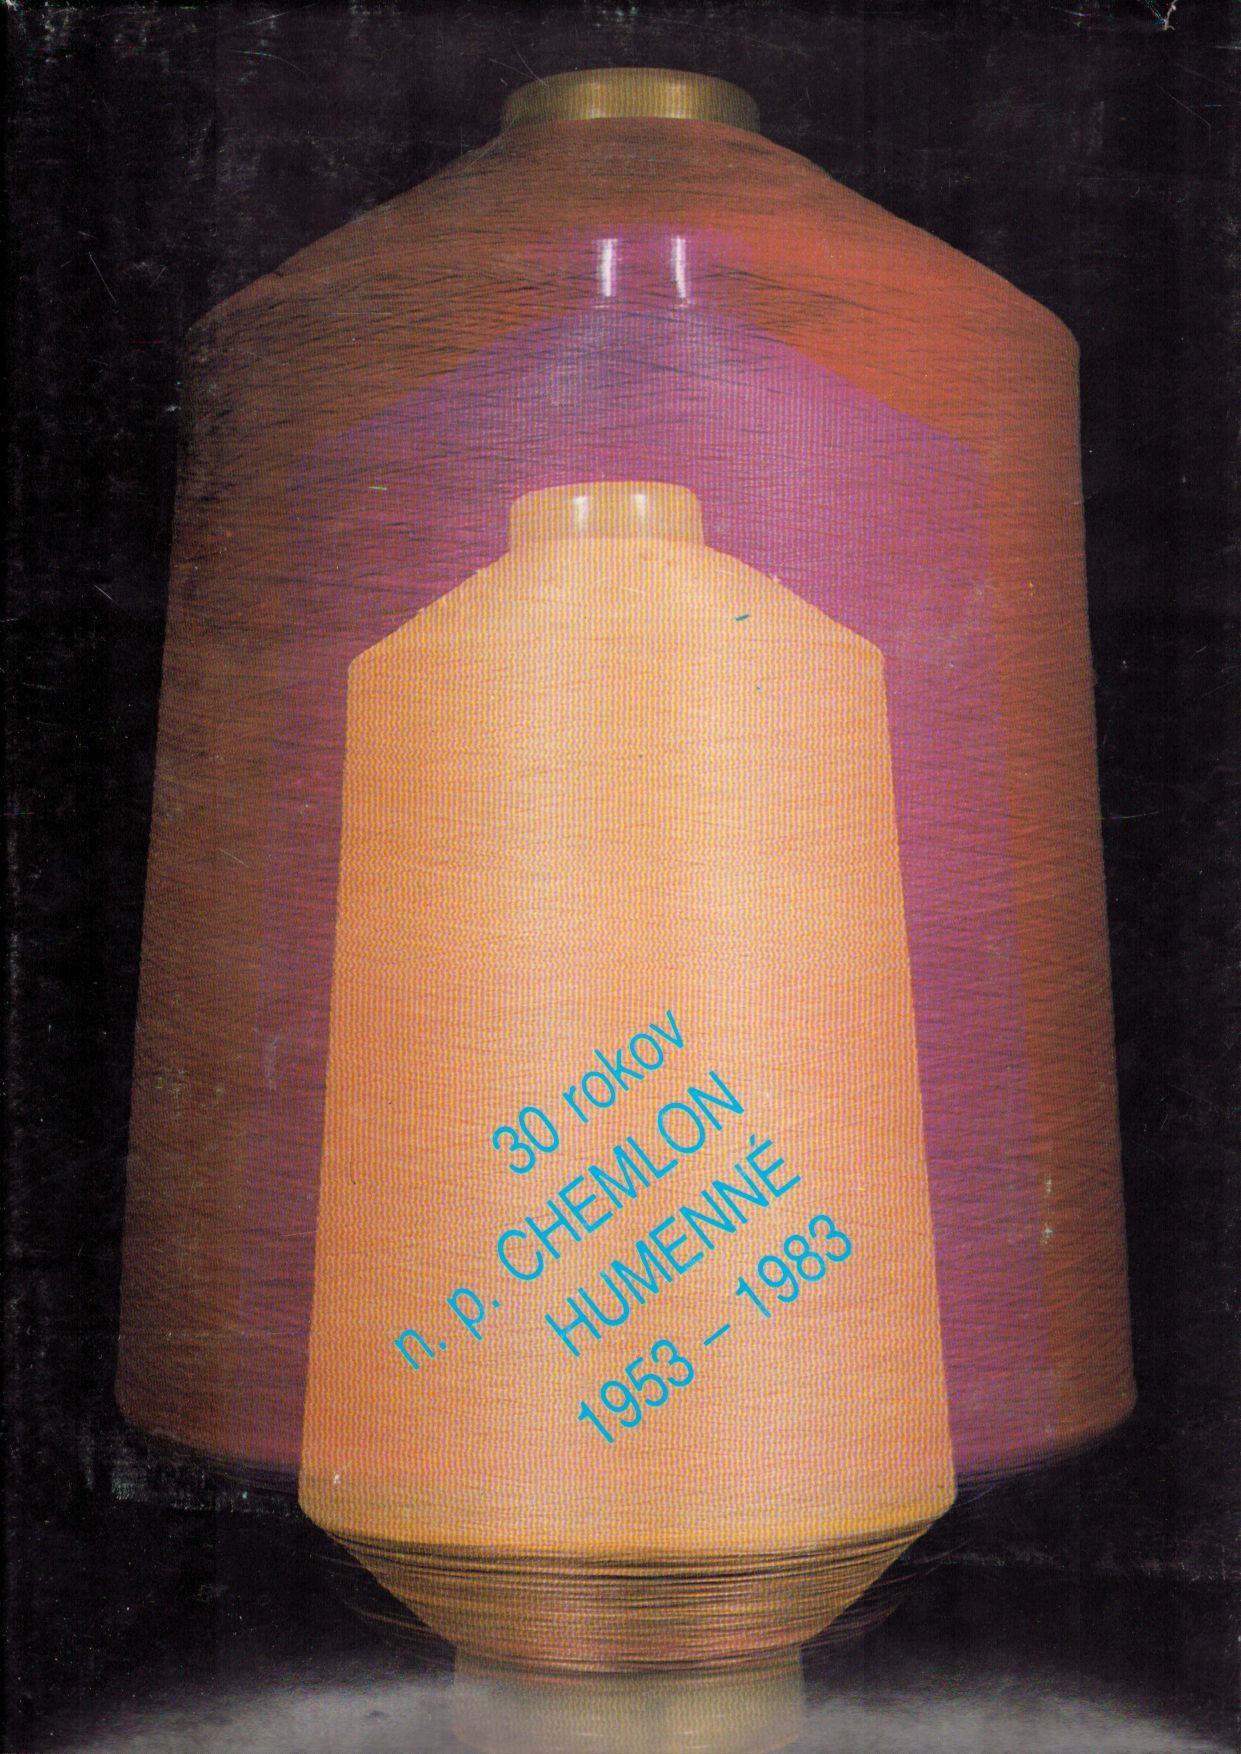 30 rokov
n. p. CHEMLON
HUMENNÉ
1953 – 1983